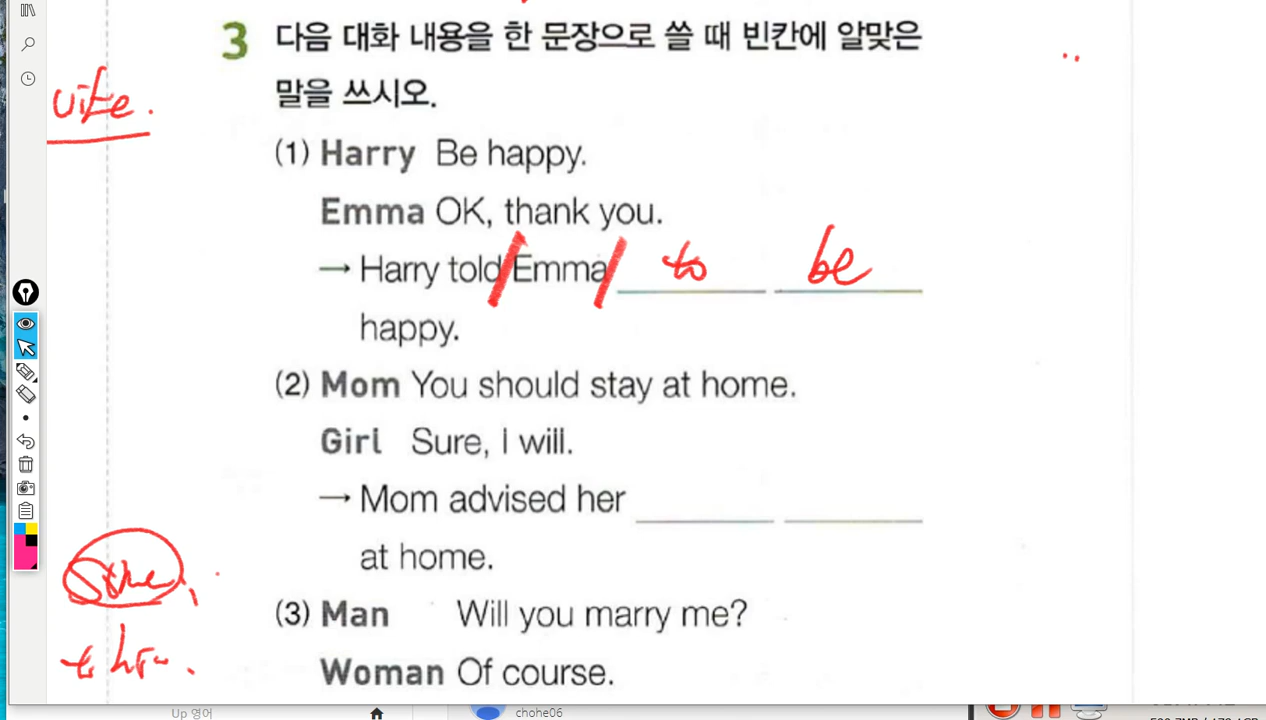 3 다음 대화 내용을 한 문장으로 쓸 때 빈칸에 알맞은
말을 쓰시오.
(1) Harry Be happy.
Emma OK, thank you.
→ Harry told / Emma / to be
happy.
(2) Mom You should stay at home.
Girl Sure, I will.
→ Mom advised her
at home.
(3) Man Will you marry me?
Woman Of course.
Up 영어
chohe06